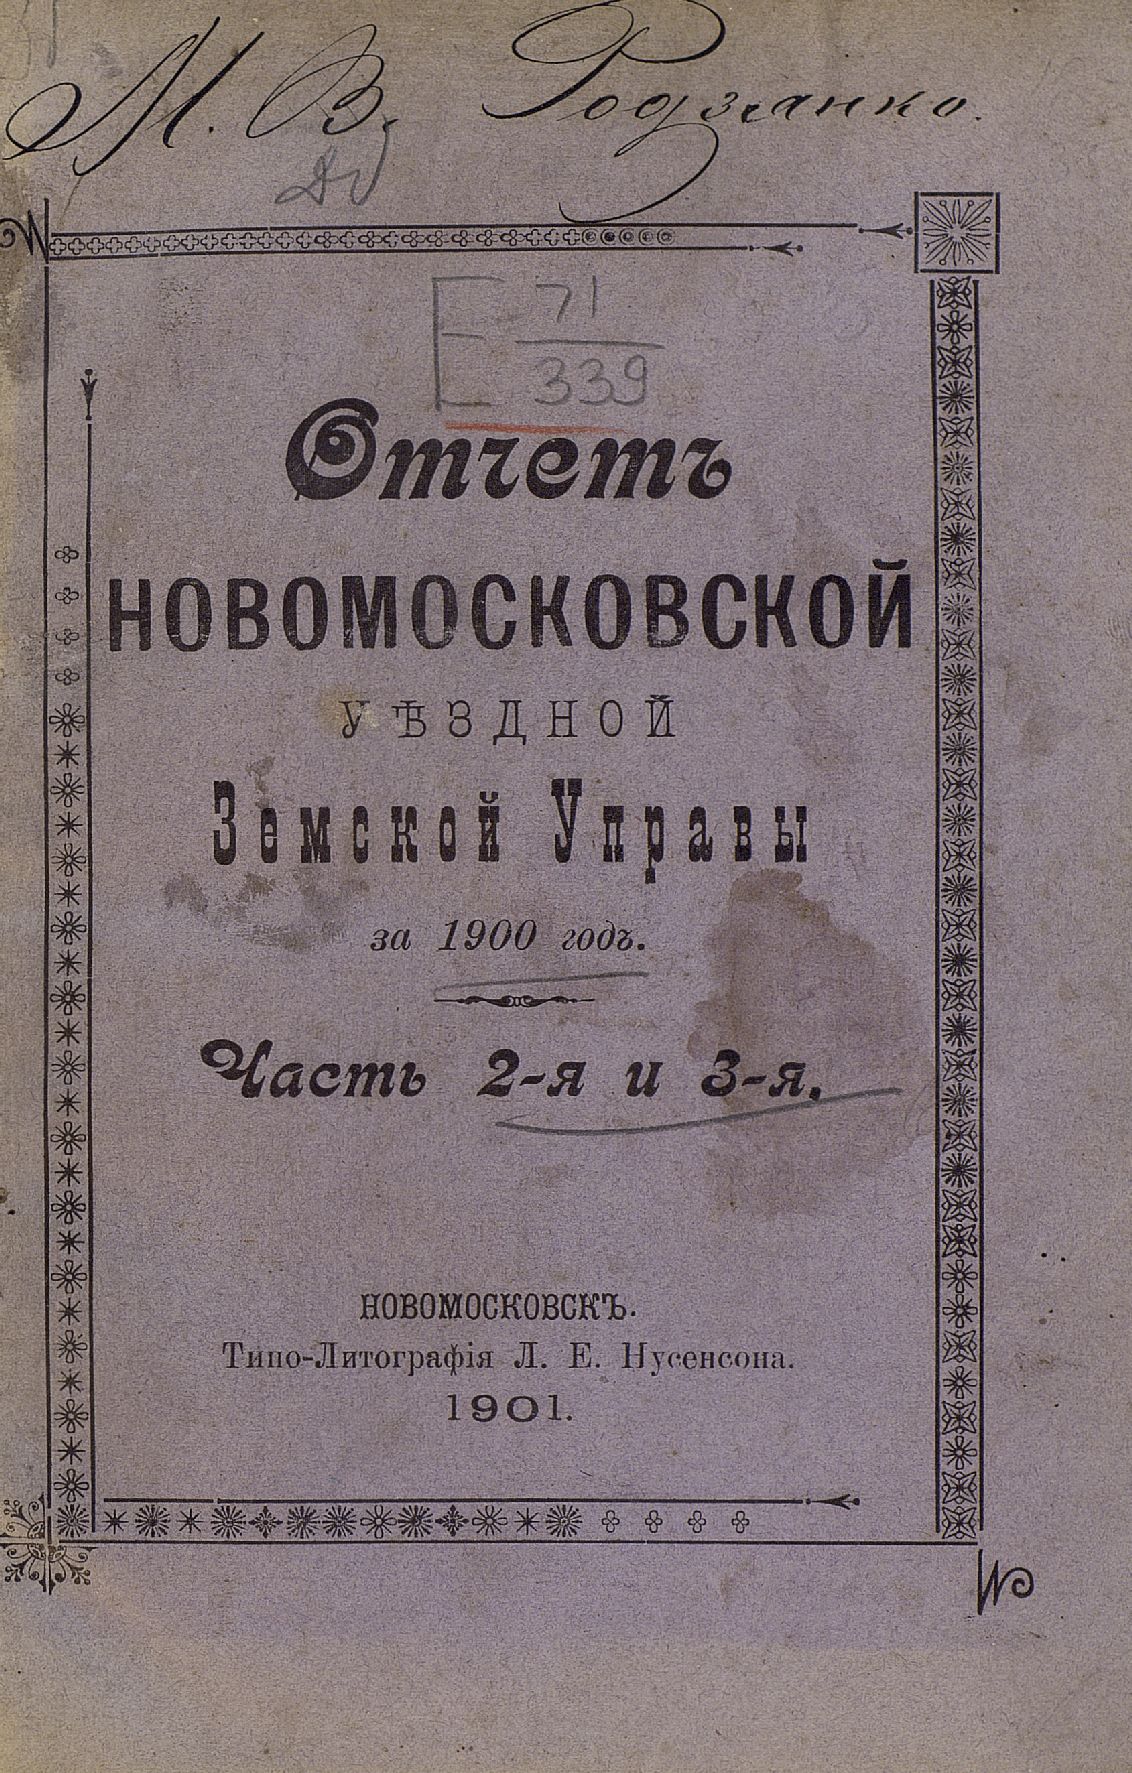 М. В. Родзянко.
Е 71
339
Отчетъ
НОВОМОСКОВСКОЙ
УѢЗДНОЙ
Земской Управы
за 1900 годъ.
Часть 2-я и 3-я.
НОВОМОСКОВСКЪ.
Типо-Литографія Л. Е. Нусенсона.
1901.